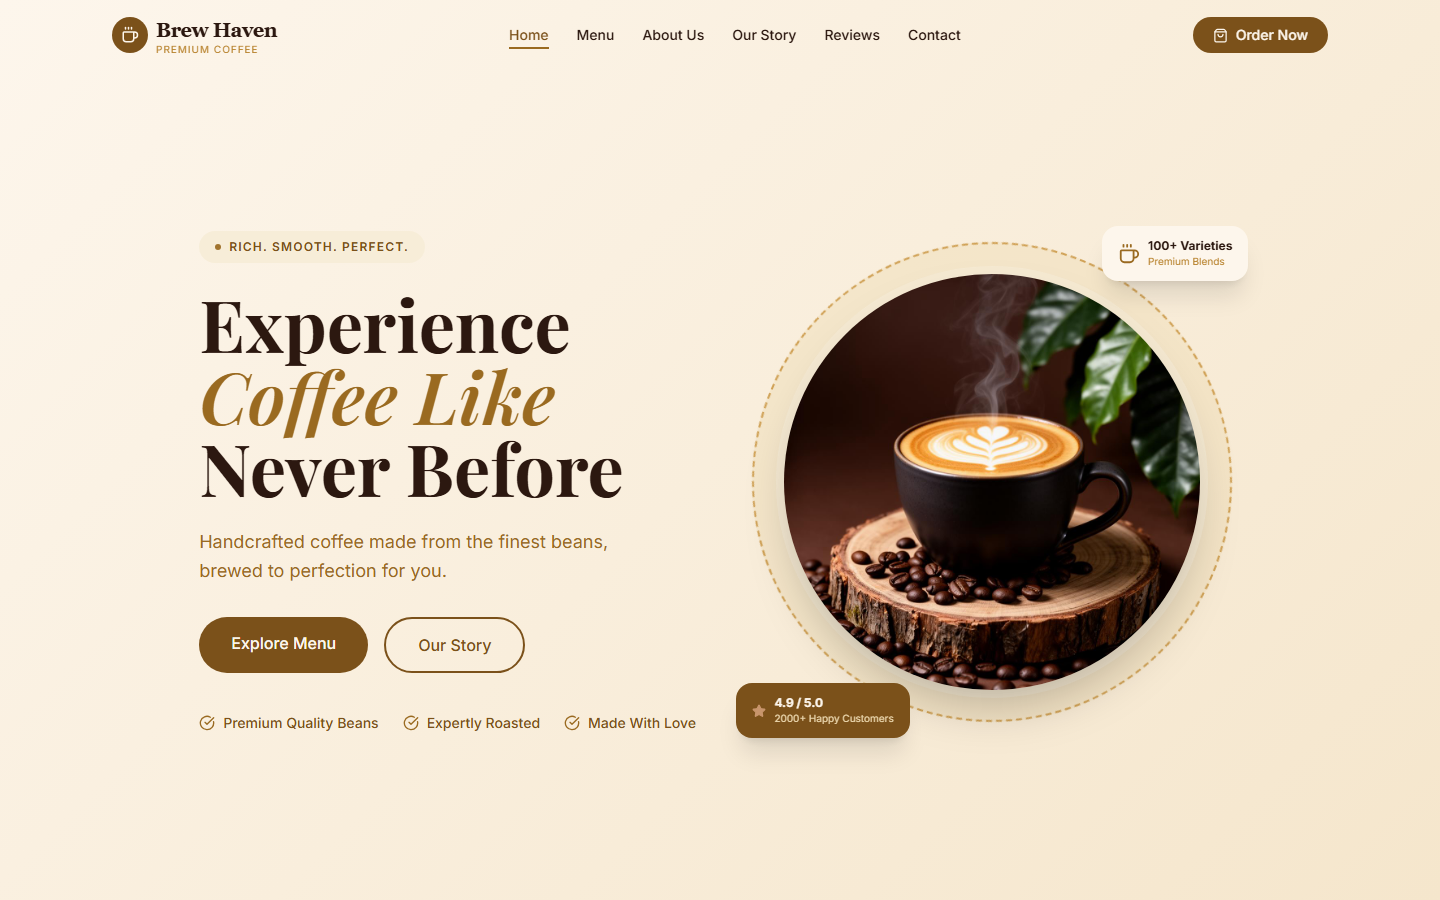 Brew Haven
PREMIUM COFFEE
Home
Menu
About Us
Our Story
Reviews
Contact
Order Now
RICH. SMOOTH. PERFECT.
Experience
Coffee Like
Never Before
Handcrafted coffee made from the finest beans,
brewed to perfection for you.
Explore Menu
Our Story
Premium Quality Beans
Expertly Roasted
Made With Love
100+ Varieties
Premium Blends
4.9 / 5.0
2000+ Happy Customers